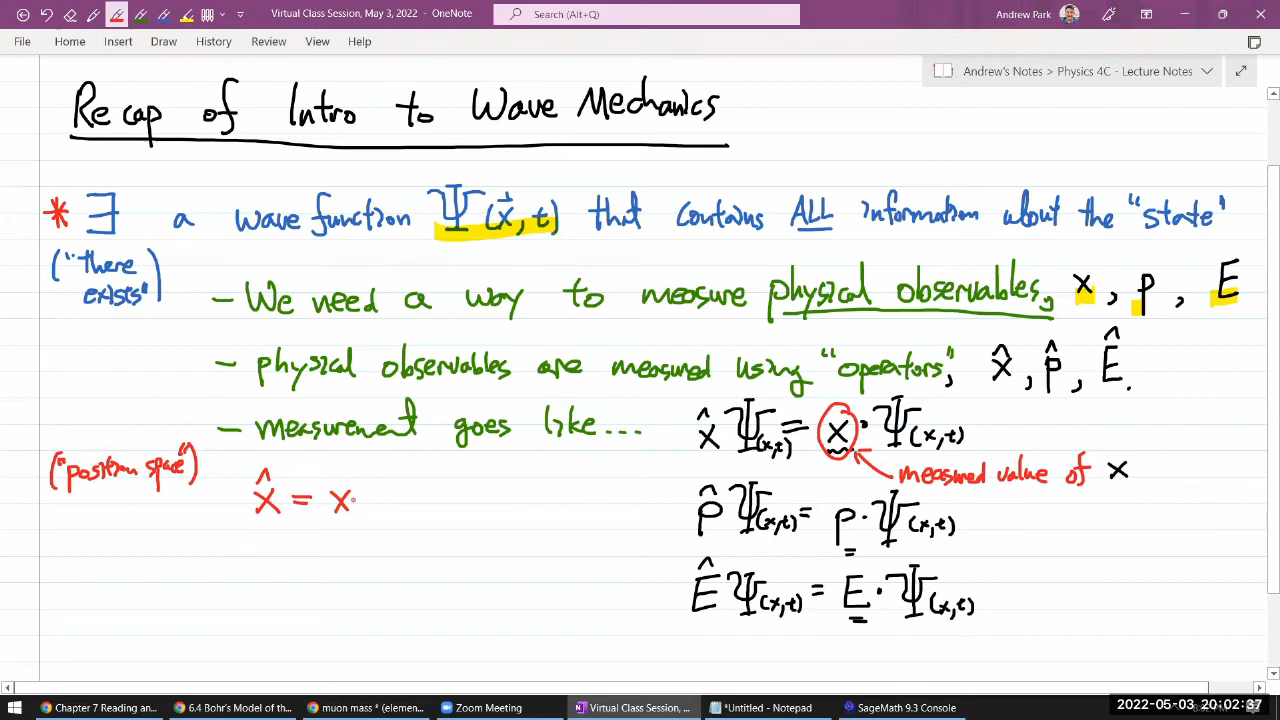 Virtual Class Session, May 3, 2022 - OneNote
Search (Alt+Q)
Andrew Park
File Home Insert Draw History Review View Help
Andrew's Notes > Physics 4C - Lecture Notes
Recap of Intro to Wave Mechanics
* ∃ a wave function Ψ(x⃗, t) that contains ALL information about the "state"
("there
exists")
- We need a way to measure physical observables, x, p, E
- physical observables are measured using "operators", x̂, p̂, Ê.
- measurement goes like...
x̂ Ψ(x,t) = x · Ψ(x,t)
measured value of x
("position space")
x̂ = x
p̂ Ψ(x,t) = p · Ψ(x,t)
Ê Ψ(x,t) = E · Ψ(x,t)
Chapter 7 Reading an... 6.4 Bohr's Model of th... muon mass * (elemen... Zoom Meeting Virtual Class Session, ... *Untitled - Notepad SageMath 9.3 Console
2022-05-03 20:02:37